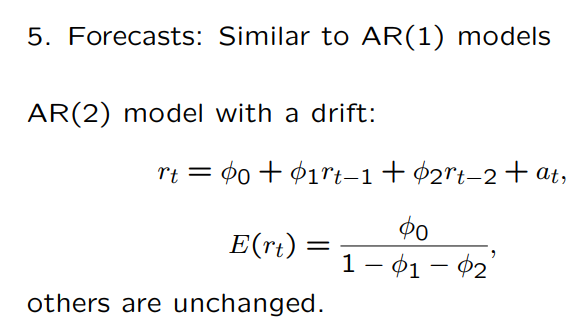 5. Forecasts: Similar to AR(1) models
AR(2) model with a drift:
r_t = ϕ_0 + ϕ_1 r_{t−1} + ϕ_2 r_{t−2} + a_t,
E(r_t) = \frac{ϕ_0}{1 − ϕ_1 − ϕ_2},
others are unchanged.